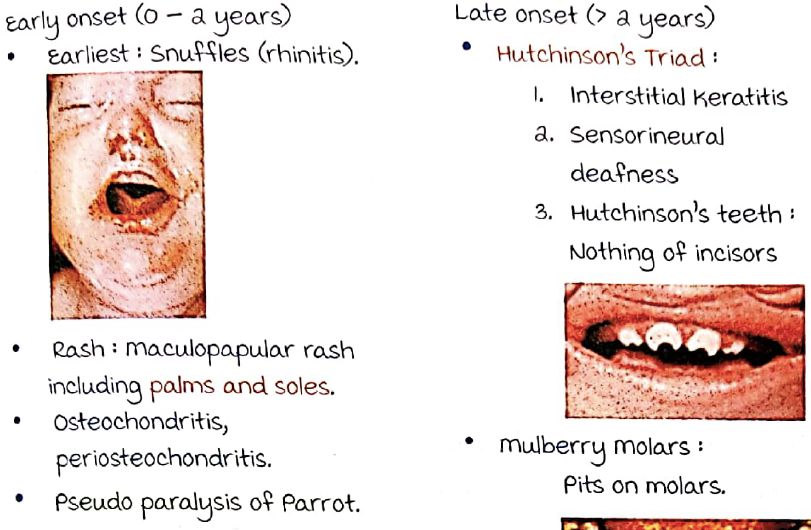 Early onset (0 – 2 years)
• Earliest : Snuffles (rhinitis).
• Rash : maculopapular rash
including palms and soles.
• Osteochondritis,
periosteochondritis.
• Pseudo paralysis of Parrot.
Late onset (> 2 years)
• Hutchinson's Triad :
1. Interstitial Keratitis
2. Sensorineural
deafness
3. Hutchinson's teeth :
Nothing of incisors
• Mulberry molars :
Pits on molars.